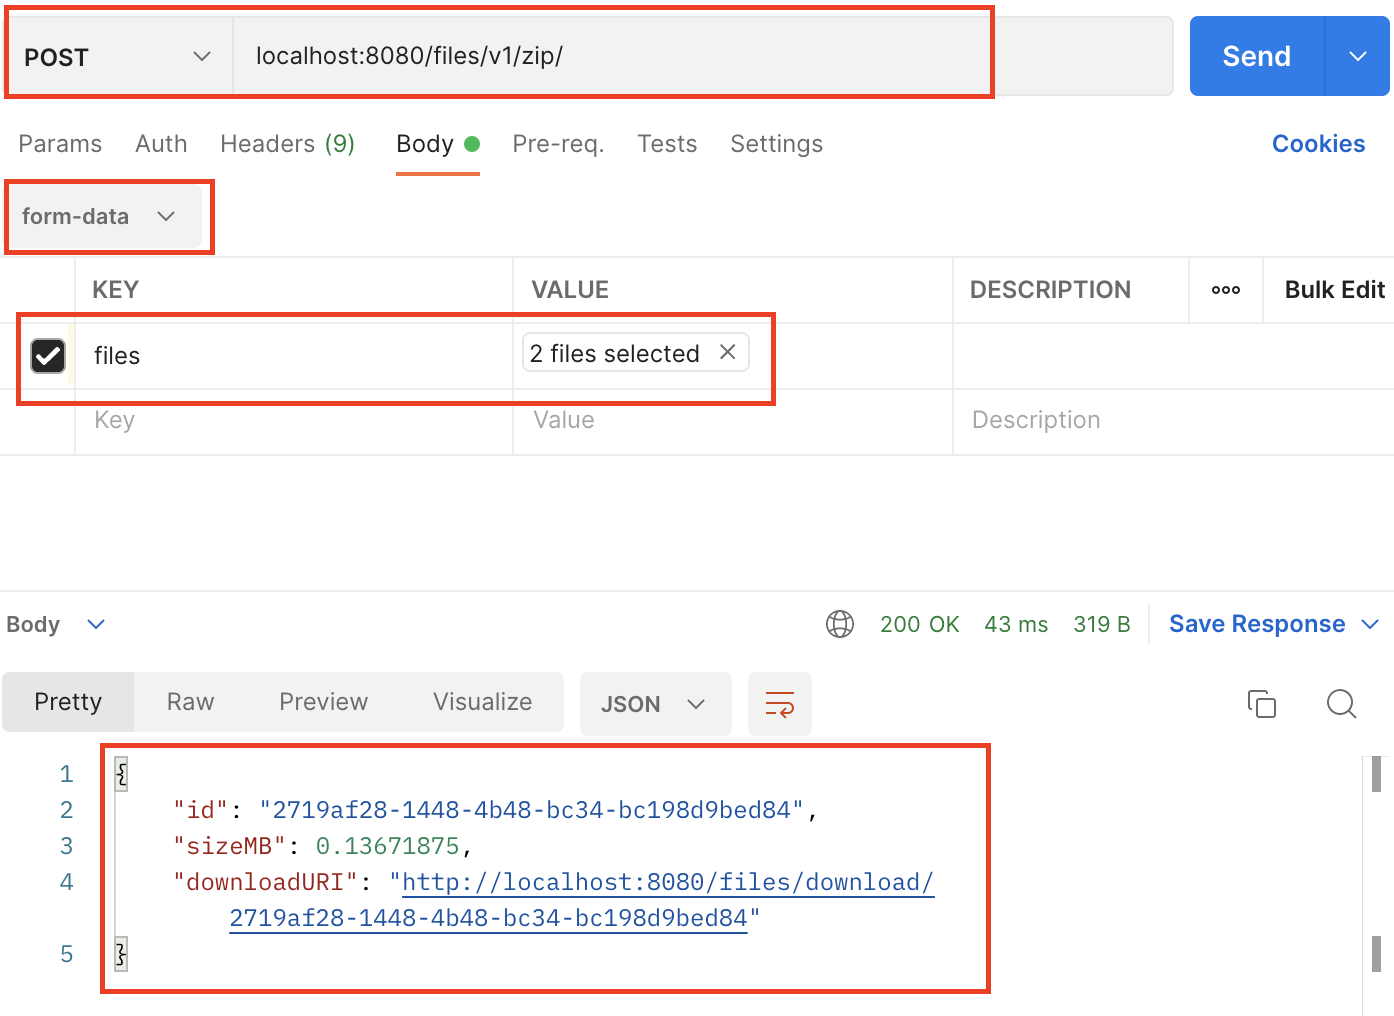 POST localhost:8080/files/v1/zip/ Send
Params Auth Headers (9) Body Pre-req. Tests Settings Cookies
form-data
KEY VALUE DESCRIPTION ooo Bulk Edit
files 2 files selected
Key Value Description
Body 200 OK 43 ms 319 B Save Response
Pretty Raw Preview Visualize JSON
1 {
2 "id": "2719af28-1448-4b48-bc34-bc198d9bed84",
3 "sizeMB": 0.13671875,
4 "downloadURI": "http://localhost:8080/files/download/
2719af28-1448-4b48-bc34-bc198d9bed84"
5 }